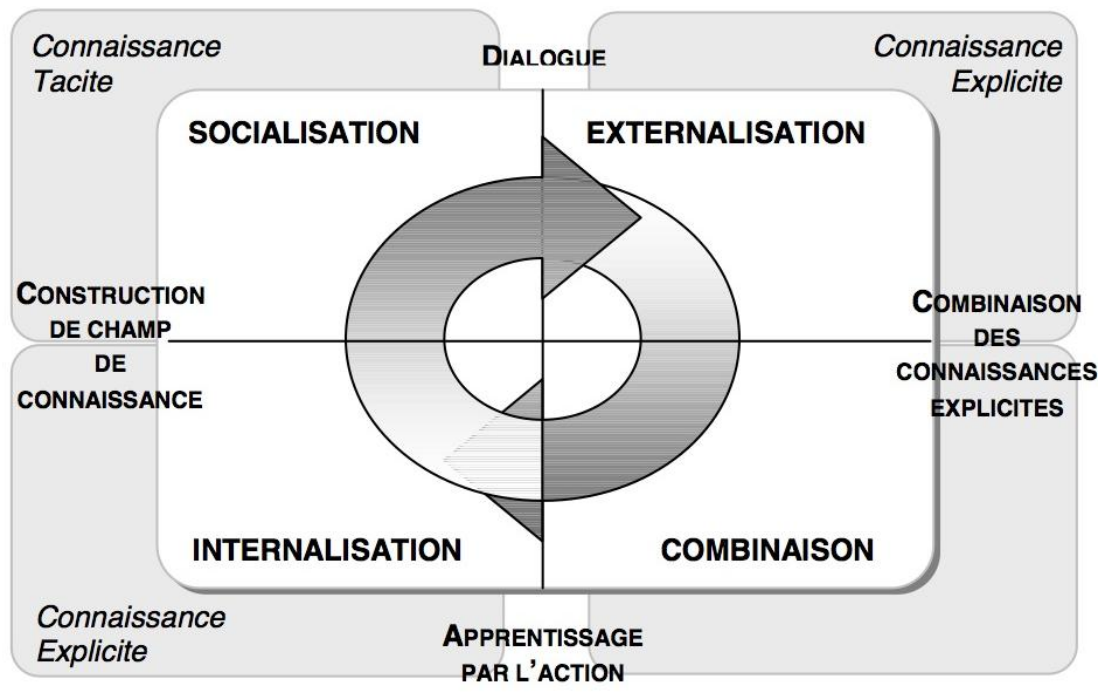 Connaissance
Tacite
DIALOGUE
Connaissance
Explicite
SOCIALISATION
EXTERNALISATION
CONSTRUCTION
DE CHAMP
DE
CONNAISSANCE
COMBINAISON
DES
CONNAISSANCES
EXPLICITES
INTERNALISATION
COMBINAISON
Connaissance
Explicite
APPRENTISSAGE
PAR L'ACTION